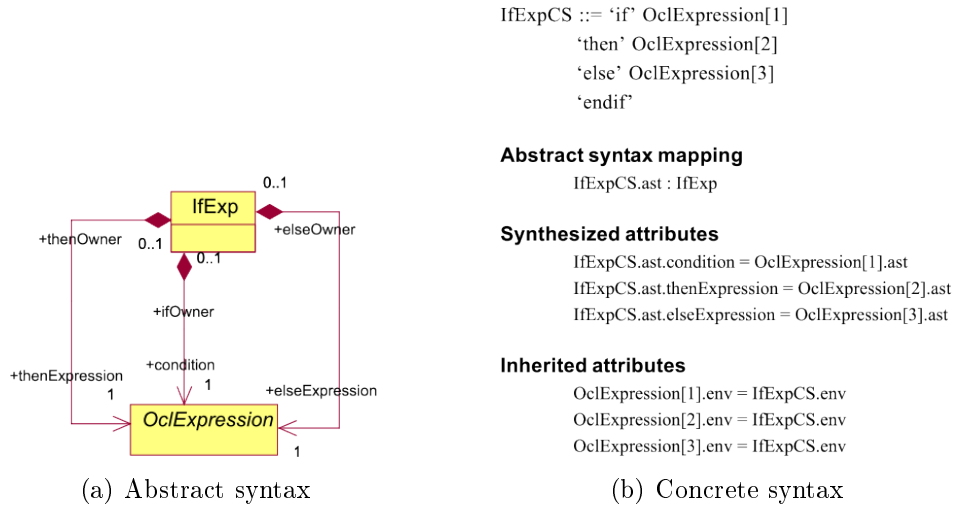 0..1
IfExp
+thenOwner
0..1
0..1
+elseOwner
+ifOwner
+thenExpression
1
+condition
1
+elseExpression
OclExpression
1
(a) Abstract syntax
IfExpCS ::= ‘if’ OclExpression[1]
‘then’ OclExpression[2]
‘else’ OclExpression[3]
‘endif’
Abstract syntax mapping
IfExpCS.ast : IfExp
Synthesized attributes
IfExpCS.ast.condition = OclExpression[1].ast
IfExpCS.ast.thenExpression = OclExpression[2].ast
IfExpCS.ast.elseExpression = OclExpression[3].ast
Inherited attributes
OclExpression[1].env = IfExpCS.env
OclExpression[2].env = IfExpCS.env
OclExpression[3].env = IfExpCS.env
(b) Concrete syntax